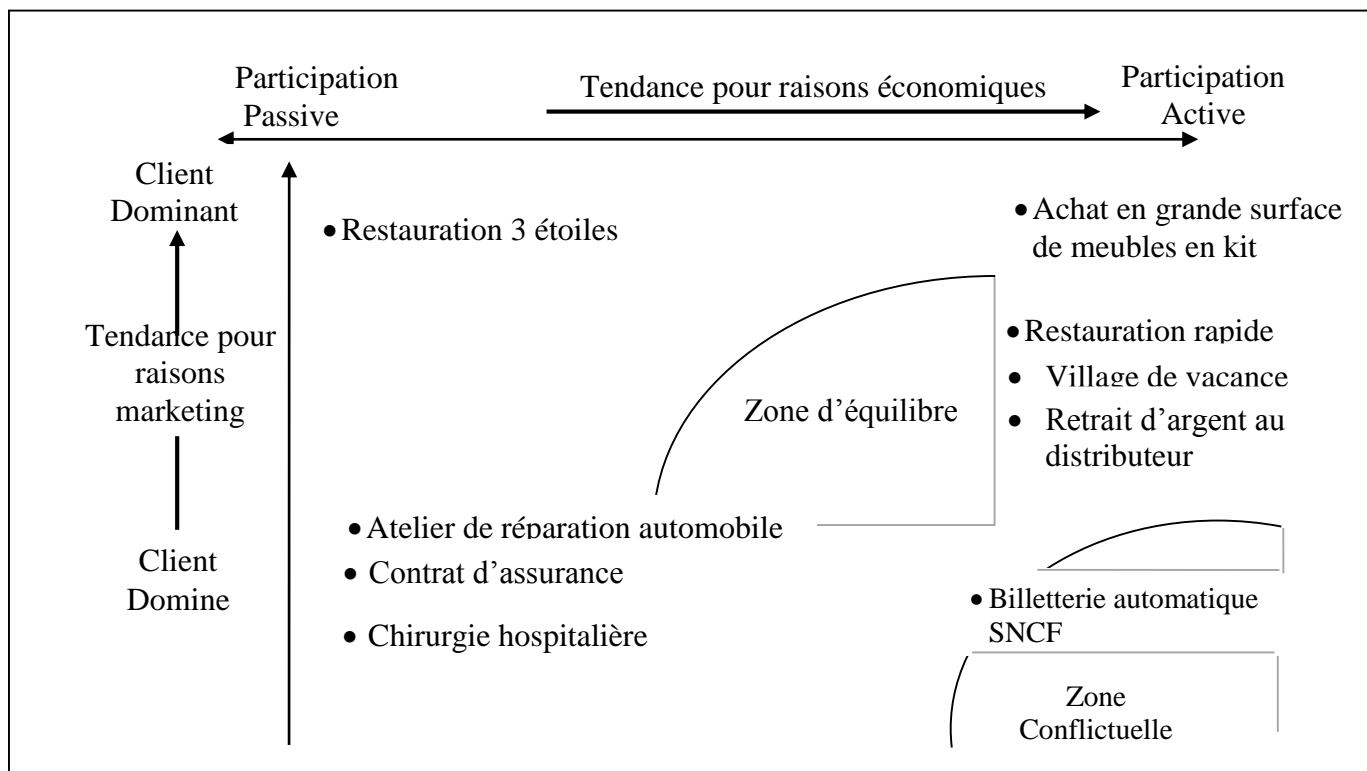 Participation
Passive
Tendance pour raisons économiques
Participation
Active
Client
Dominant
Tendance pour
raisons
marketing
Client
Domine
•Restauration 3 étoiles
•Achat en grande surface
de meubles en kit
•Restauration rapide
• Village de vacance
• Retrait d’argent au
distributeur
Zone d’équilibre
•Atelier de réparation automobile
• Contrat d’assurance
• Chirurgie hospitalière
•Billetterie automatique
SNCF
Zone
Conflictuelle